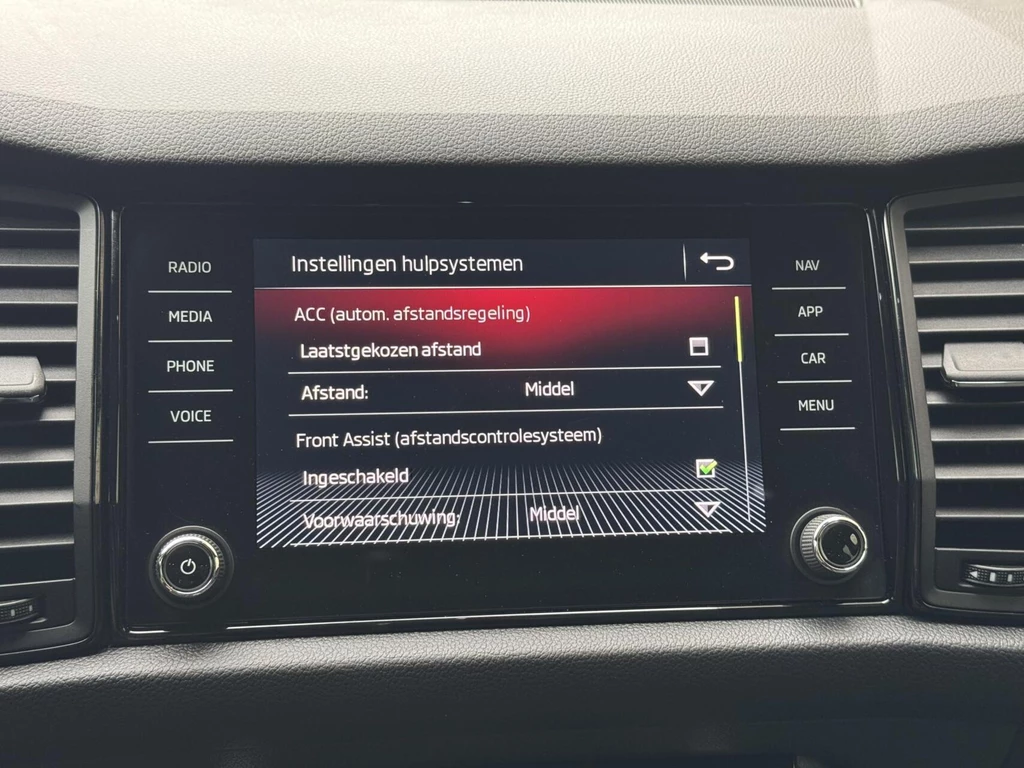 RADIO
MEDIA
PHONE
VOICE
Instellingen hulpsystemen
ACC (autom. afstandsregeling)
Laatstgekozen afstand
Afstand: Middel
Front Assist (afstandscontrolesysteem)
Ingeschakeld
Voorwaarschuwing: Middel
NAV
APP
CAR
MENU